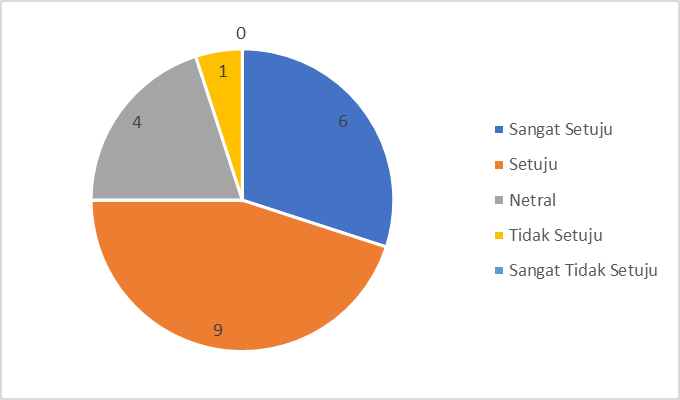 0
1
6
4
9
Sangat Setuju
Setuju
Netral
Tidak Setuju
Sangat Tidak Setuju